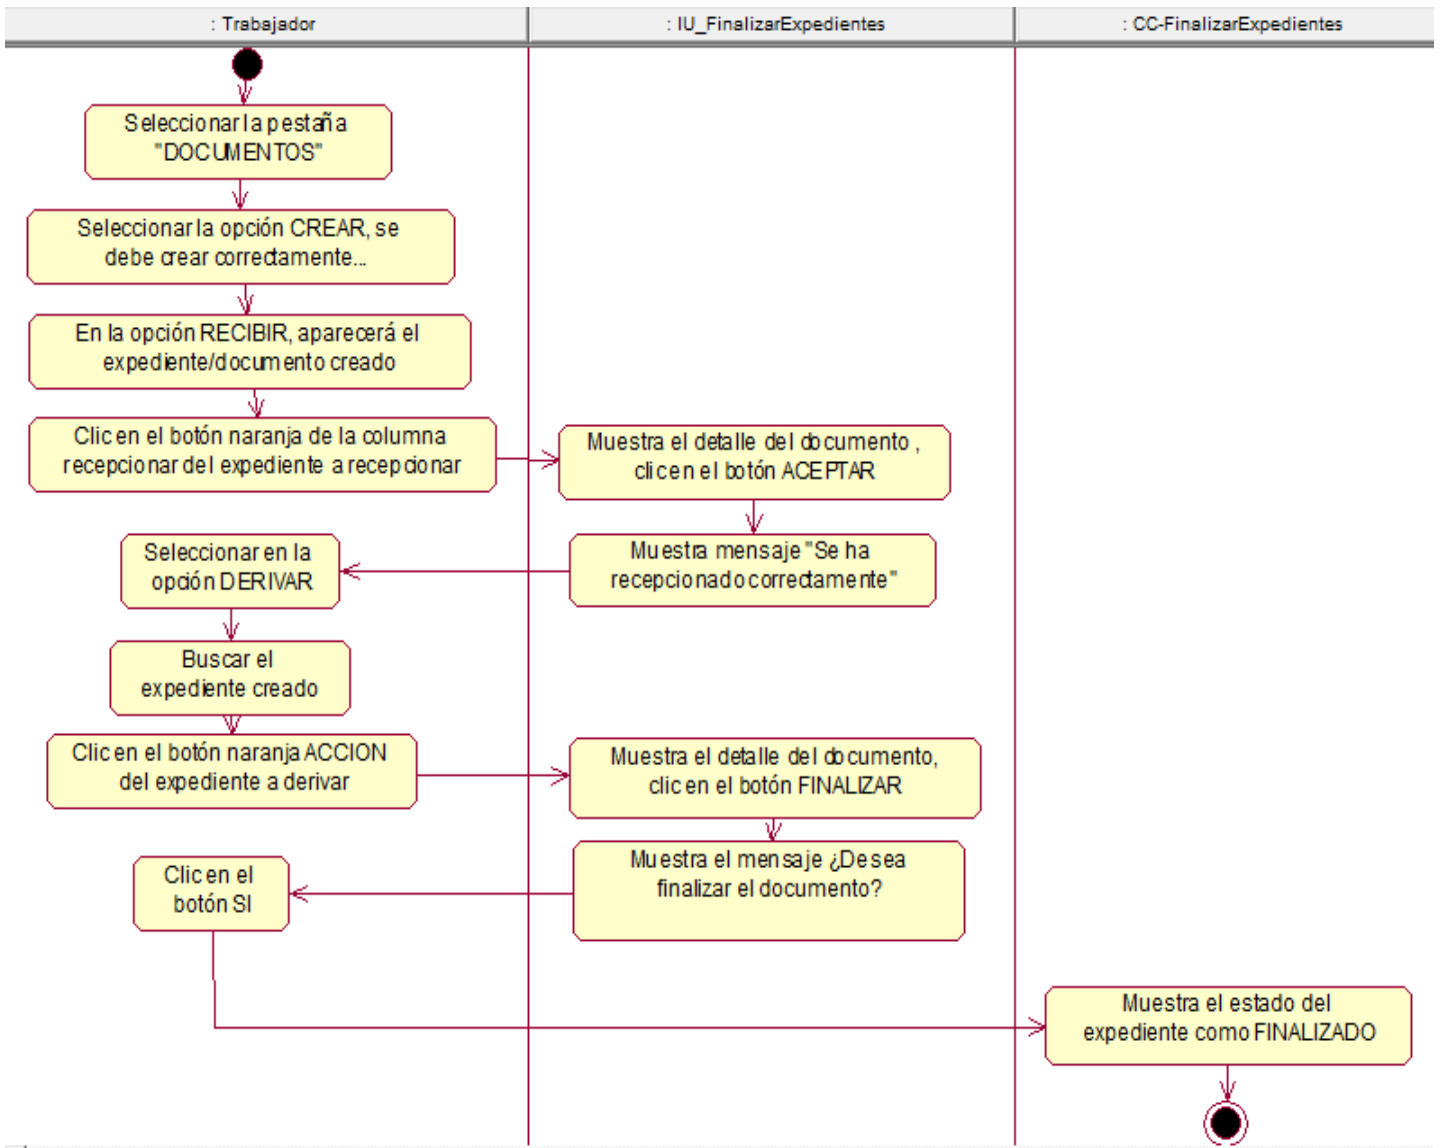 : Trabajador
: IU_FinalizarExpedientes
: CC-FinalizarExpedientes
Seleccionar la pestaña
"DOCUMENTOS"
Seleccionar la opción CREAR, se
debe crear correctamente...
En la opción RECIBIR, aparecerá el
expediente/documento creado
Clic en el botón naranja de la columna
recepcionar del expediente a recepcionar
Muestra el detalle del documento ,
clic en el botón ACEPTAR
Muestra mensaje "Se ha
recepcionado correctamente"
Seleccionar en la
opción DERIVAR
Buscar el
expediente creado
Clic en el botón naranja ACCION
del expediente a derivar
Muestra el detalle del documento,
clic en el botón FINALIZAR
Muestra el mensaje ¿Desea
finalizar el documento?
Clic en el
botón SI
Muestra el estado del
expediente como FINALIZADO